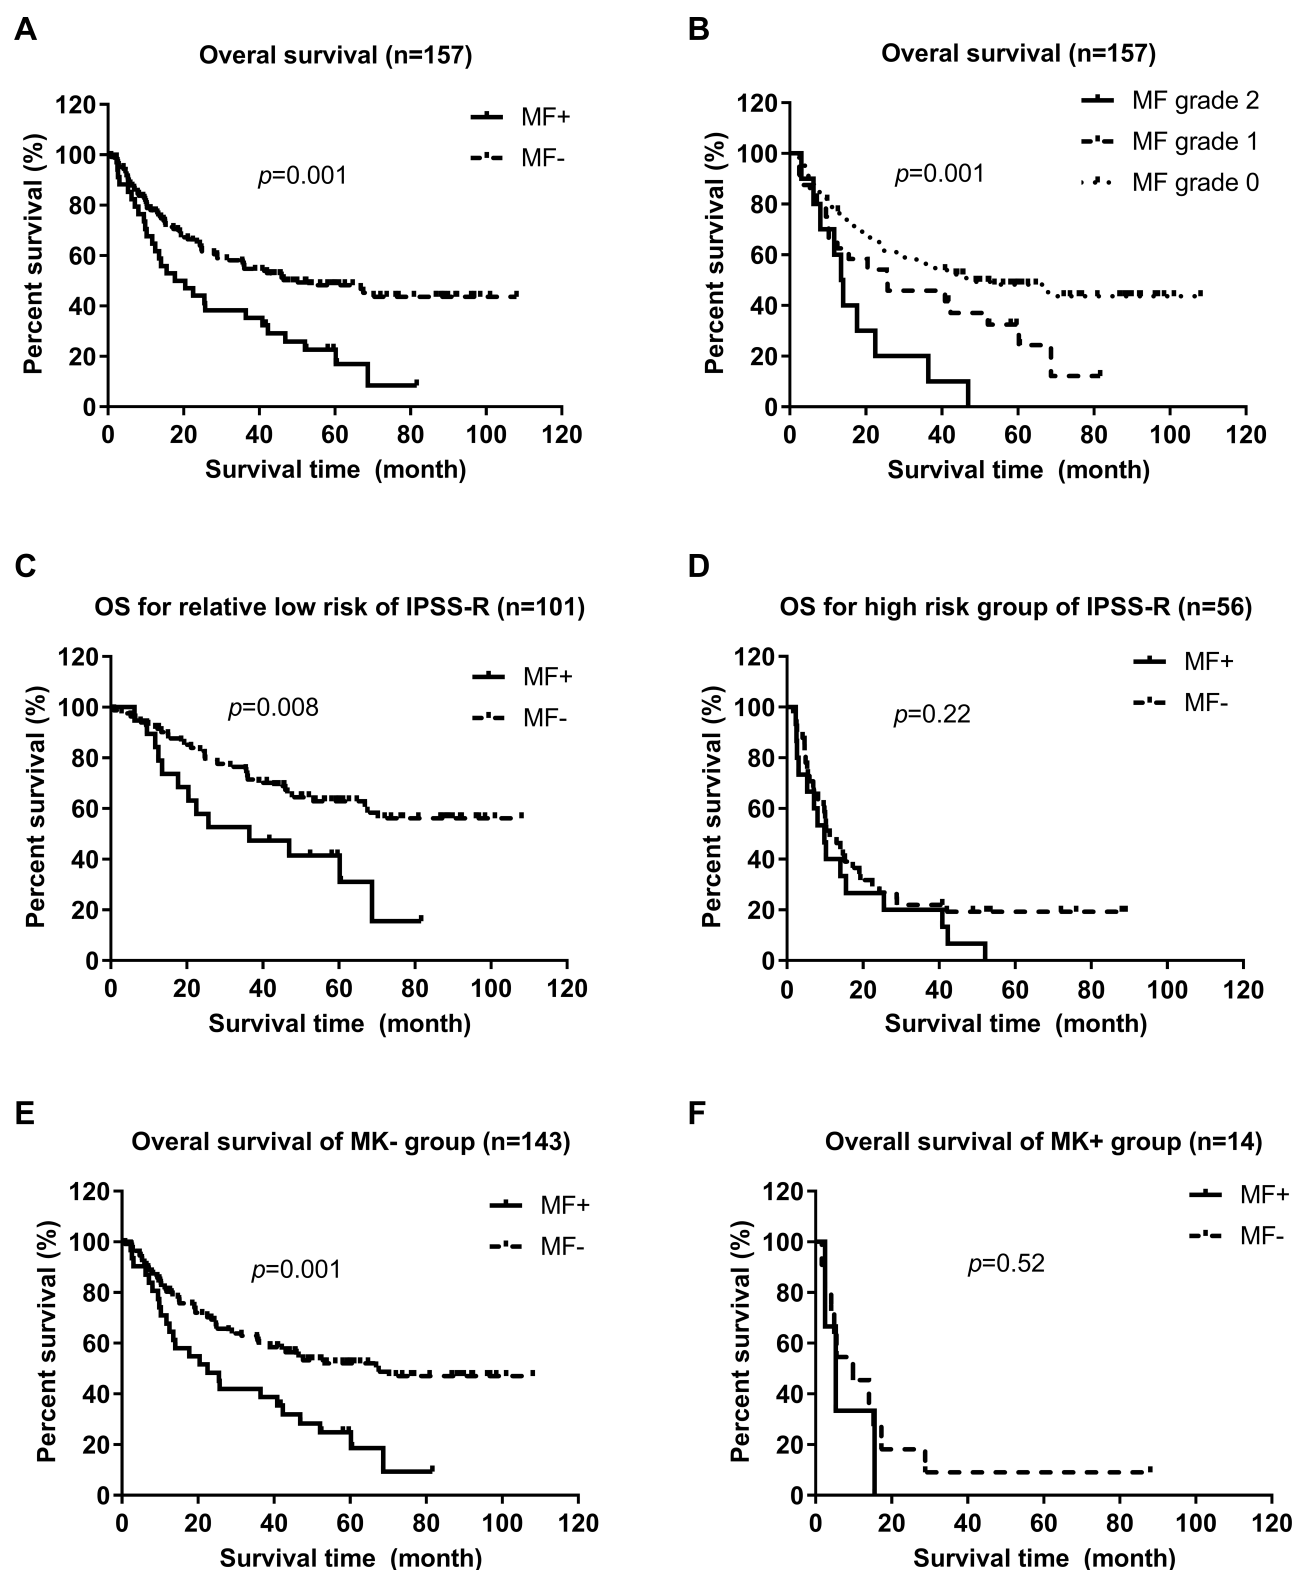 A
Overal survival (n=157)
MF+
MF-
p=0.001
120
100
80
60
40
20
0
Percent survival (%)
0 20 40 60 80 100 120
Survival time (month)
B
Overal survival (n=157)
MF grade 2
MF grade 1
MF grade 0
p=0.001
120
100
80
60
40
20
0
Percent survival (%)
0 20 40 60 80 100 120
Survival time (month)
C
OS for relative low risk of IPSS-R (n=101)
MF+
MF-
p=0.008
120
100
80
60
40
20
0
Percent survival (%)
0 20 40 60 80 100 120
Survival time (month)
D
OS for high risk group of IPSS-R (n=56)
MF+
MF-
p=0.22
120
100
80
60
40
20
0
Percent survival (%)
0 20 40 60 80 100 120
Survival time (month)
E
Overal survival of MK- group (n=143)
MF+
MF-
p=0.001
120
100
80
60
40
20
0
Percent survival (%)
0 20 40 60 80 100 120
Survival time (month)
F
Overall survival of MK+ group (n=14)
MF+
MF-
p=0.52
120
100
80
60
40
20
0
Percent survival (%)
0 20 40 60 80 100 120
Survival time (month)